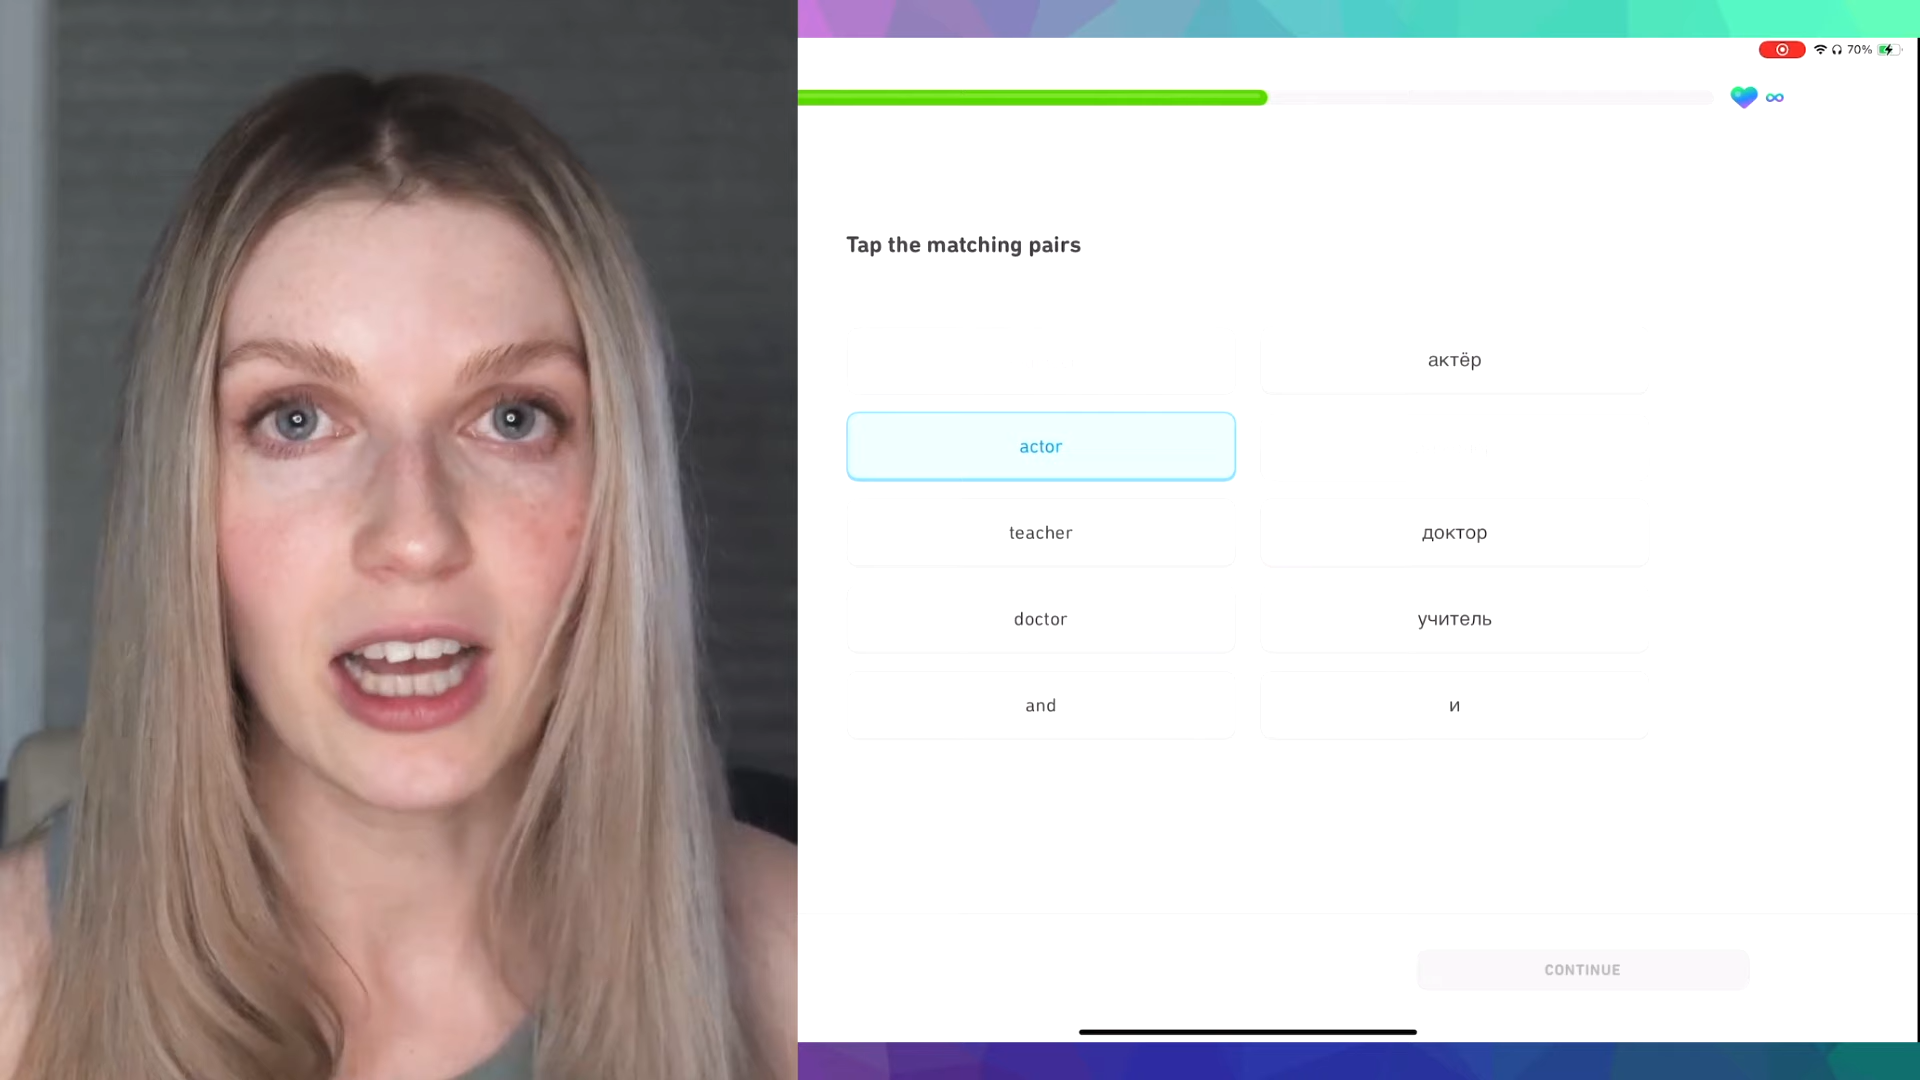 70%
Tap the matching pairs
актёр
actor
teacher
доктор
doctor
учитель
and
и
CONTINUE